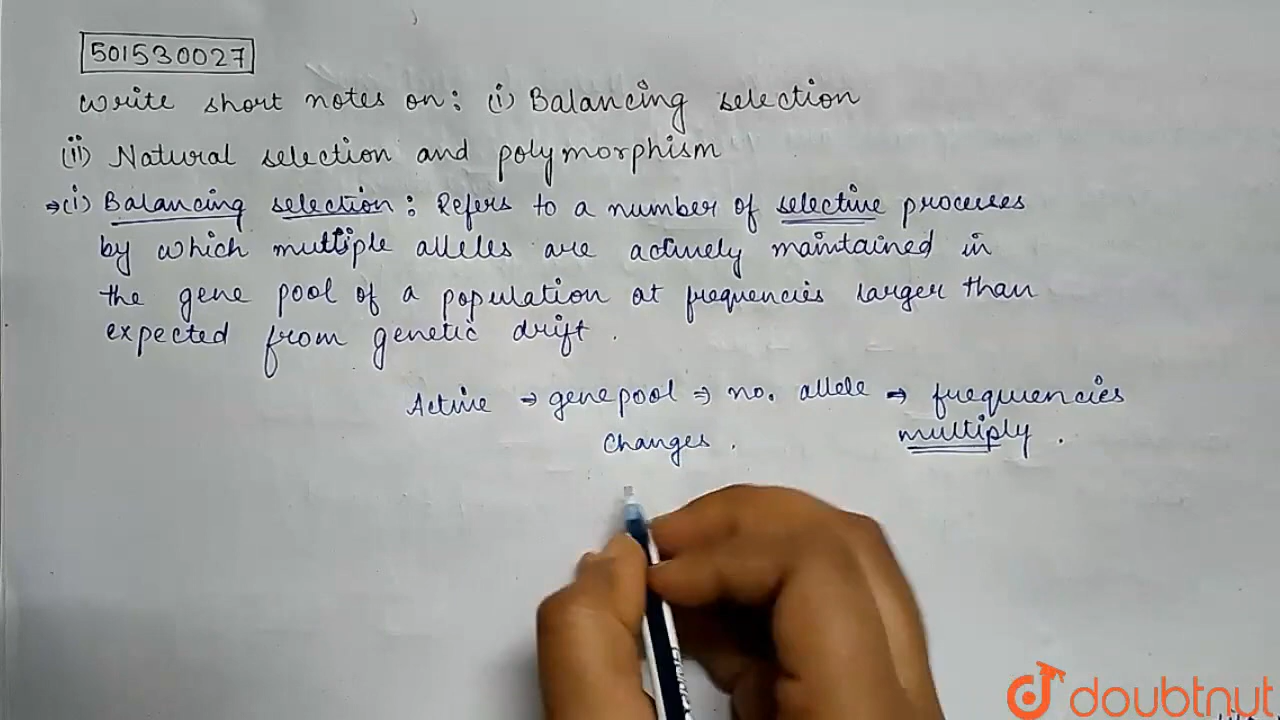 501530027
Write short notes on: (i) Balancing selection
(ii) Natural selection and polymorphism
⇒(i) Balancing selection: Refers to a number of selective processes
by which multiple alleles are actively maintained in
the gene pool of a population at frequencies larger than
expected from genetic drift.
Active → genepool ⇒ no. allele → frequencies
changes. multiply.
doubtnut